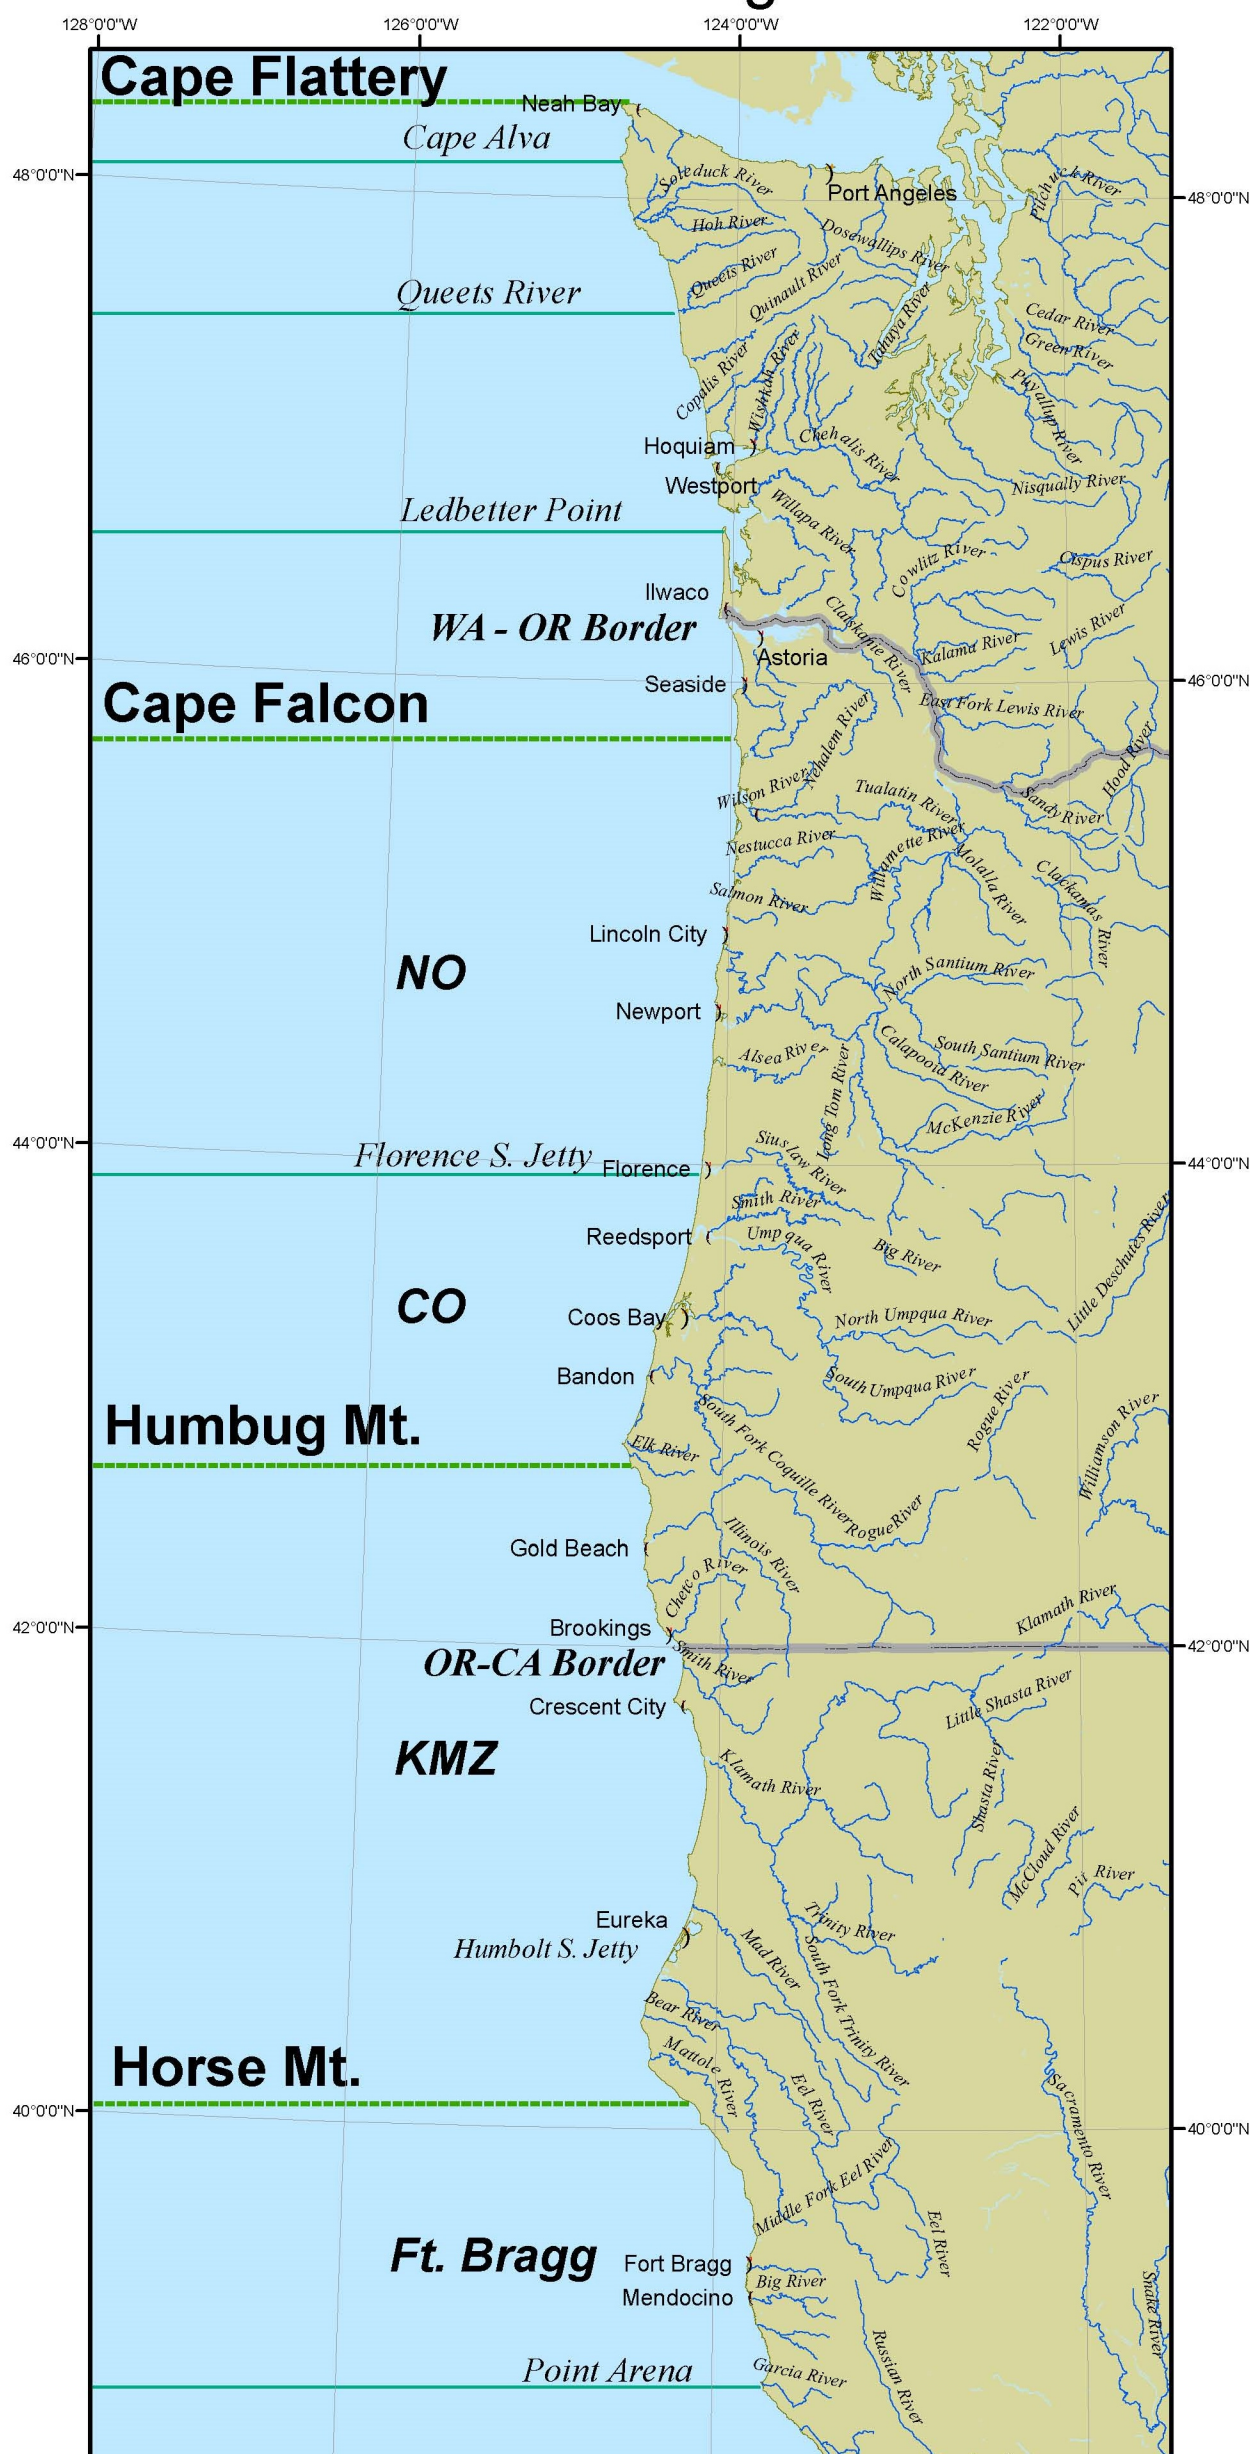 128°0'0"W
126°0'0"W
124°0'0"W
122°0'0"W
Cape Flattery
Neah Bay
Cape Alva
48°0'0"N
48°0'0"N
Soleduck River
Port Angeles
Pilchuck River
Hoh River
Dosewallips River
Queets River
Queets River
Quinault River
Tahuya River
Cedar River
Green River
Copalis River
Wishkah River
Puyallup River
Hoquiam
Chehalis River
Westport
Nisqually River
Ledbetter Point
Willapa River
Cowlitz River
Cispus River
Ilwaco
WA - OR Border
Clatskanie River
Kalama River
Lewis River
46°0'0"N
Astoria
46°0'0"N
Seaside
Cape Falcon
East Fork Lewis River
Nehalem River
Hood River
Wilson River
Tualatin River
Sandy River
Nestucca River
Willamette River
Molalla River
Clackamas River
Salmon River
Lincoln City
NO
North Santium River
Newport
Alsea River
Long Tom River
Calapooia River
South Santium River
McKenzie River
44°0'0"N
Florence S. Jetty
Florence
Siuslaw River
44°0'0"N
Smith River
Reedsport
Umpqua River
Big River
Little Deschutes River
CO
Coos Bay
North Umpqua River
Bandon
South Umpqua River
Rogue River
Williamson River
Humbug Mt.
Elk River
South Fork Coquille River
Rogue River
Gold Beach
Illinois River
Chetco River
Klamath River
42°0'0"N
Brookings
42°0'0"N
OR-CA Border
Smith River
Crescent City
Little Shasta River
KMZ
Klamath River
Shasta River
McCloud River
Pit River
Eureka
Humbolt S. Jetty
Trinity River
Mad River
South Fork Trinity River
Bear River
Mattole River
Horse Mt.
Eel River
Sacramento River
40°0'0"N
40°0'0"N
Middle Fork Eel River
Eel River
Ft. Bragg
Fort Bragg
Big River
Mendocino
Snake River
Point Arena
Garcia River
Russian River